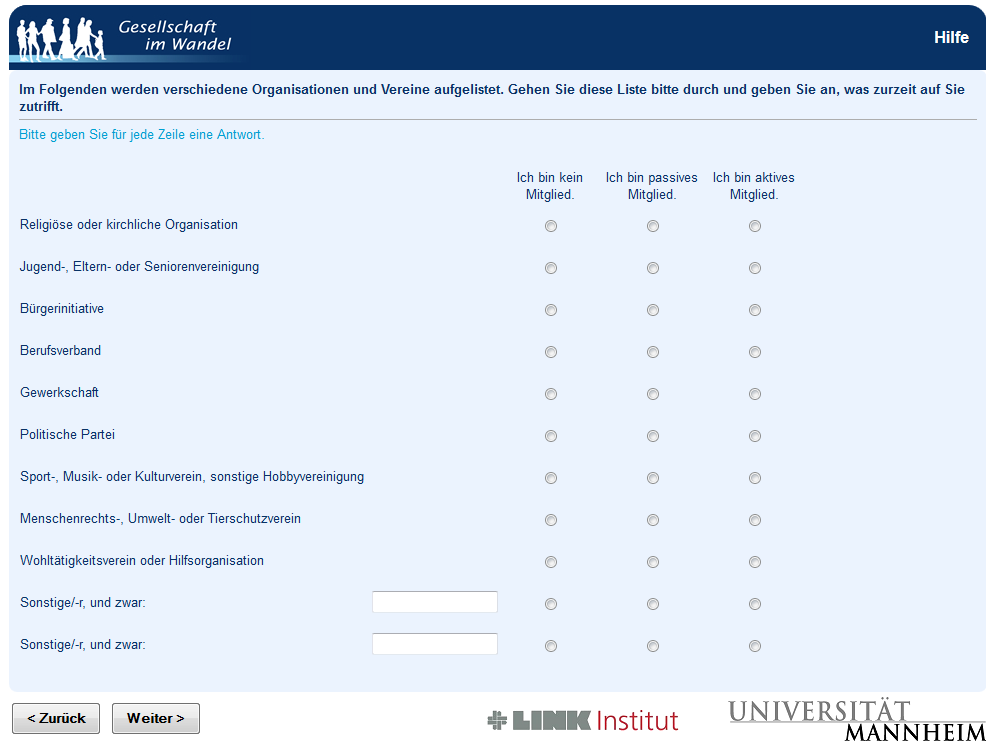 Gesellschaft
im Wandel
Hilfe
Im Folgenden werden verschiedene Organisationen und Vereine aufgelistet. Gehen Sie diese Liste bitte durch und geben Sie an, was zurzeit auf Sie
zutrifft.
Bitte geben Sie für jede Zeile eine Antwort.
Ich bin kein Mitglied.
Ich bin passives Mitglied.
Ich bin aktives Mitglied.
Religiöse oder kirchliche Organisation
Jugend-, Eltern- oder Seniorenvereinigung
Bürgerinitiative
Berufsverband
Gewerkschaft
Politische Partei
Sport-, Musik- oder Kulturverein, sonstige Hobbyvereinigung
Menschenrechts-, Umwelt- oder Tierschutzverein
Wohltätigkeitsverein oder Hilfsorganisation
Sonstige/-r, und zwar:
Sonstige/-r, und zwar:
< Zurück
Weiter >
LINK Institut
UNIVERSITÄT
MANNHEIM